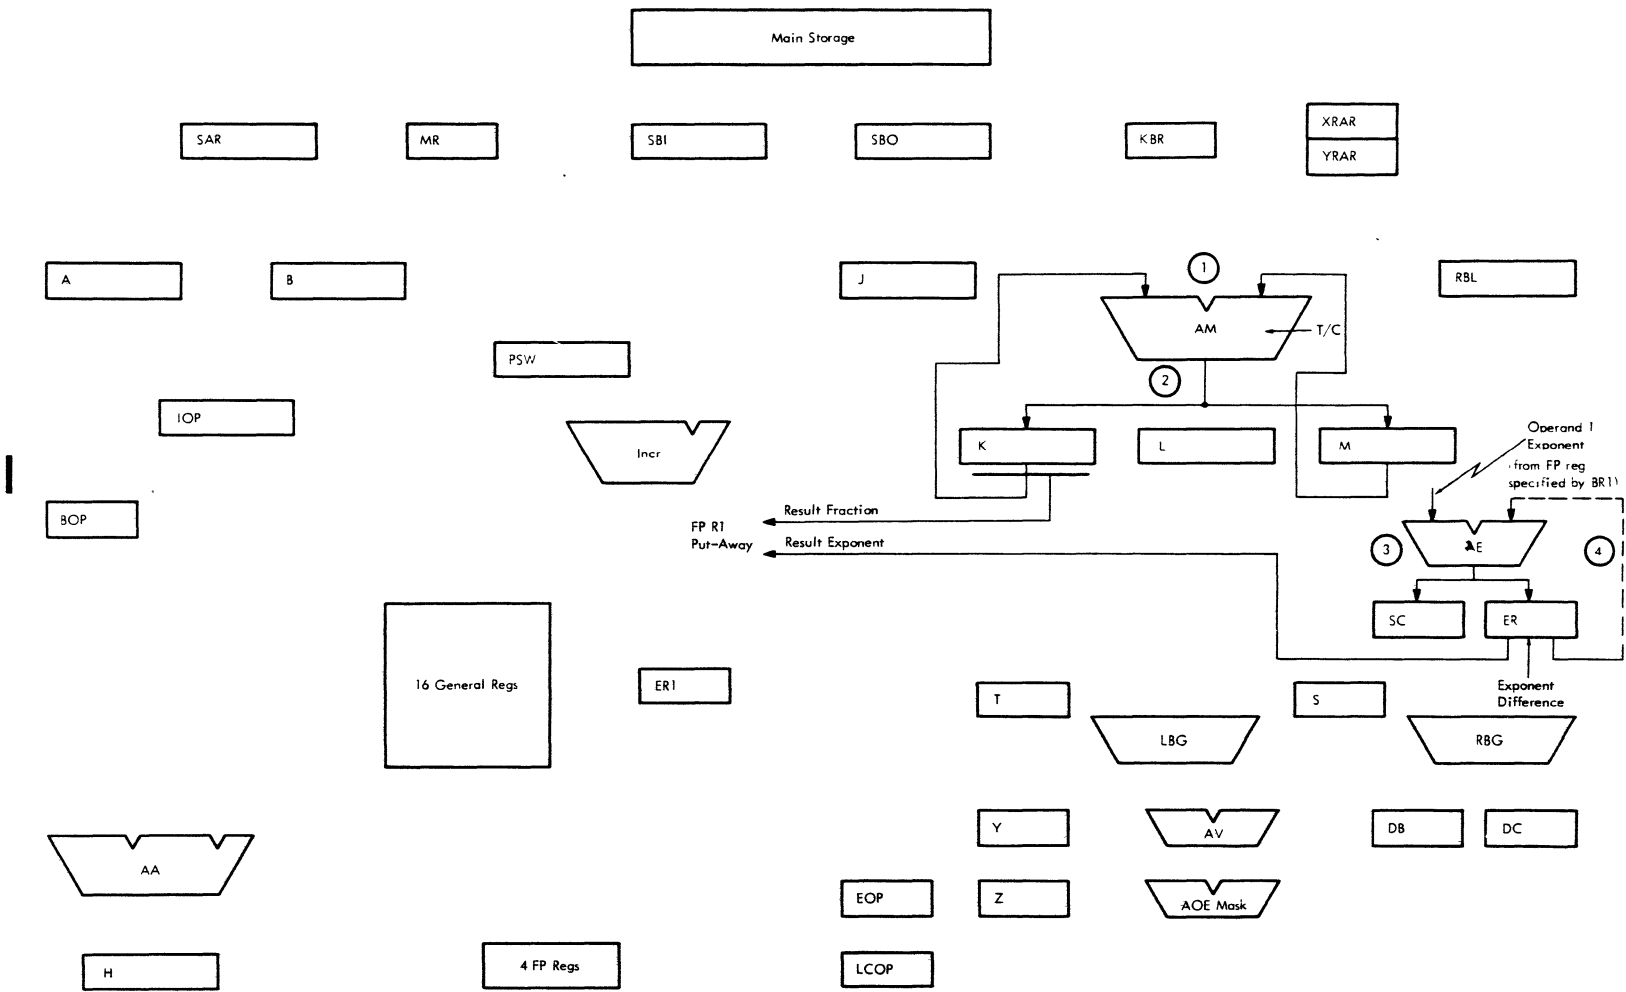 Main Storage
SAR
MR
SBI
SBO
KBR
XRAR
YRAR
A
B
J
1
RBL
AM
T/C
PSW
2
IOP
Incr
K
L
M
Operand 1
Exponent
(from FP reg
specified by BR1)
BOP
Result Fraction
FP R1
Put-Away
Result Exponent
3
AE
4
SC
ER
16 General Regs
ER1
T
S
Exponent
Difference
LBG
RBG
Y
AV
DB
DC
AA
EOP
Z
AOE Mask
H
4 FP Regs
LCOP